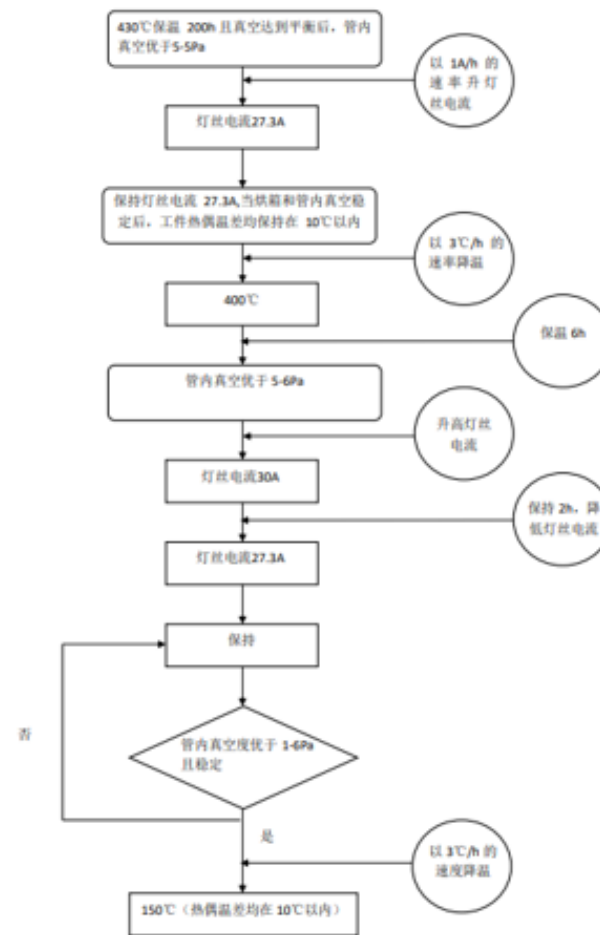 430℃保温 200h 且真空达到平衡后，管内
真空优于5-5Pa
以 1A/h 的
速率升灯
丝电流
灯丝电流27.3A
保持灯丝电流 27.3A,当烘箱和管内真空稳
定后，工件热偶温差均保持在 10℃以内
以 3℃/h 的
速率降温
400℃
保温 6h
管内真空优于 5-6Pa
升高灯丝
电流
灯丝电流30A
保持 2h，降
低灯丝电流
灯丝电流27.3A
保持
否
管内真空度优于 1-6Pa
且稳定
是
以 3℃/h 的
速度降温
150℃（热偶温差均在 10℃以内）